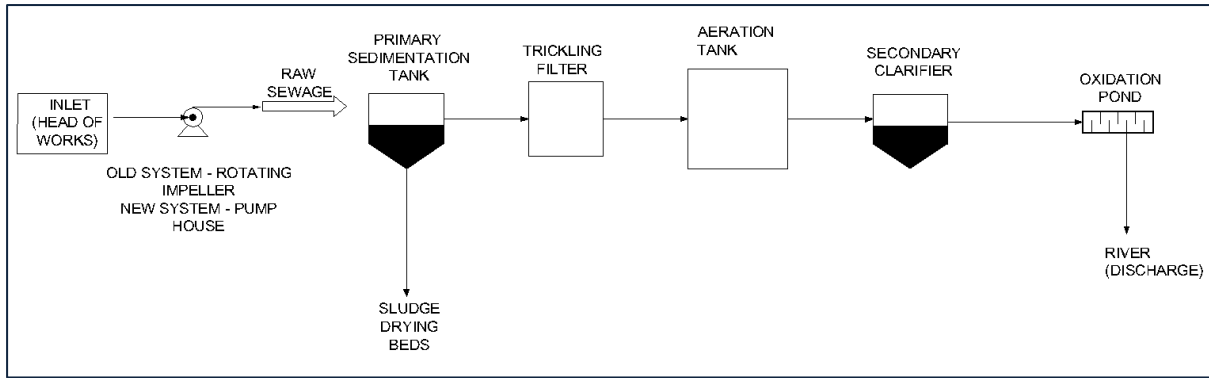 INLET
(HEAD OF
WORKS)
OLD SYSTEM - ROTATING
IMPELLER
NEW SYSTEM - PUMP
HOUSE
RAW
SEWAGE
PRIMARY
SEDIMENTATION
TANK
SLUDGE
DRYING
BEDS
TRICKLING
FILTER
AERATION
TANK
SECONDARY
CLARIFIER
OXIDATION
POND
RIVER
(DISCHARGE)